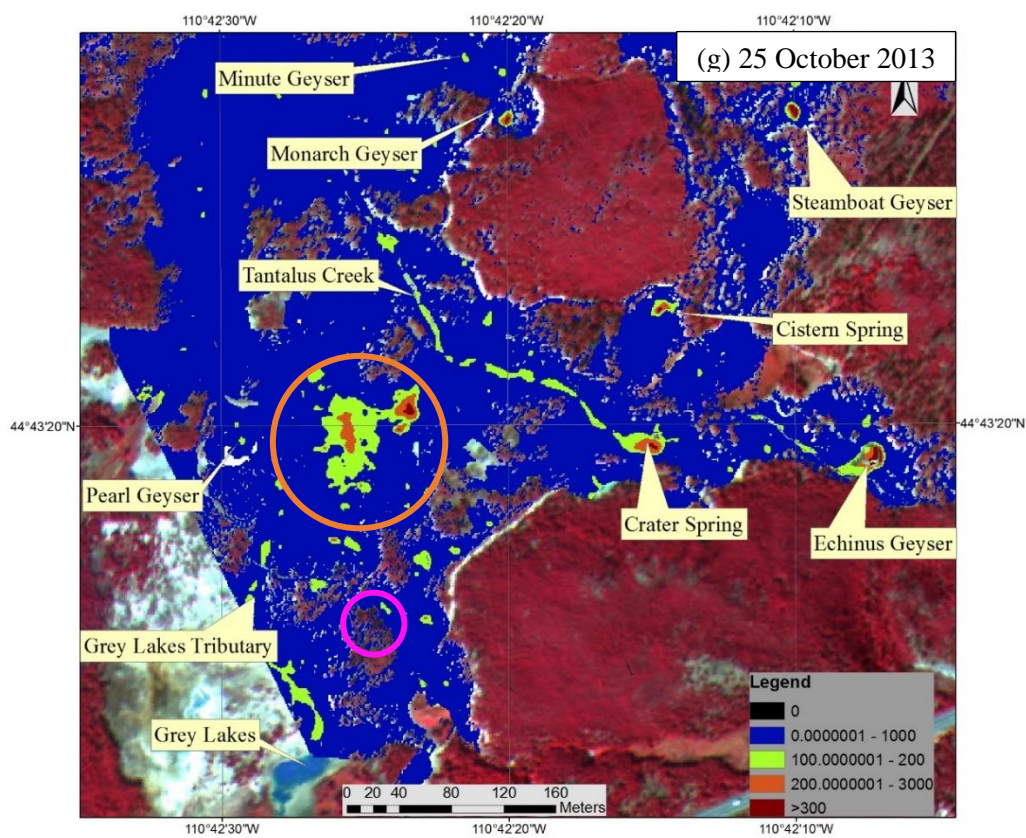 110°42'30"W 110°42'20"W 110°42'10"W
(g) 25 October 2013
Minute Geyser
Monarch Geyser
Steamboat Geyser
Tantalus Creek
Cistern Spring
44°43'20"N 44°43'20"N
Pearl Geyser
Crater Spring
Echinus Geyser
Grey Lakes Tributary
Grey Lakes
Legend
0
0.0000001 - 1000
100.0000001 - 200
200.0000001 - 3000
>300
0 20 40 80 120 160
Meters
110°42'30"W 110°42'20"W 110°42'10"W